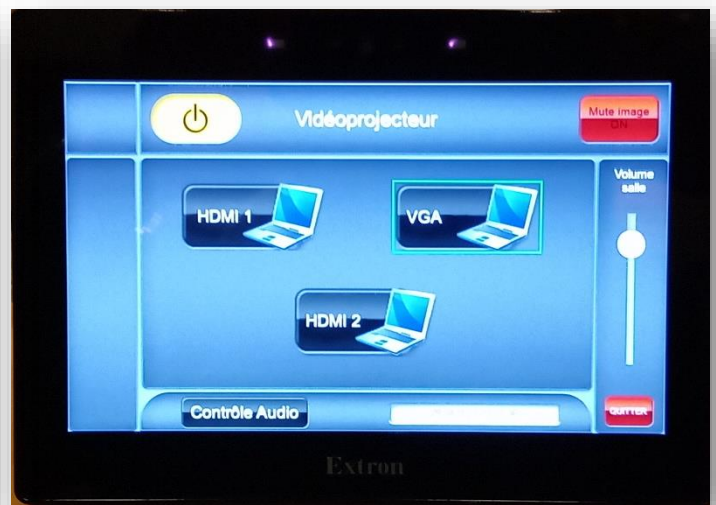 Vidéoprojecteur
Mute image
ON
Volume
salle
HDMI 1
VGA
HDMI 2
Contrôle Audio
QUITTER
Extron